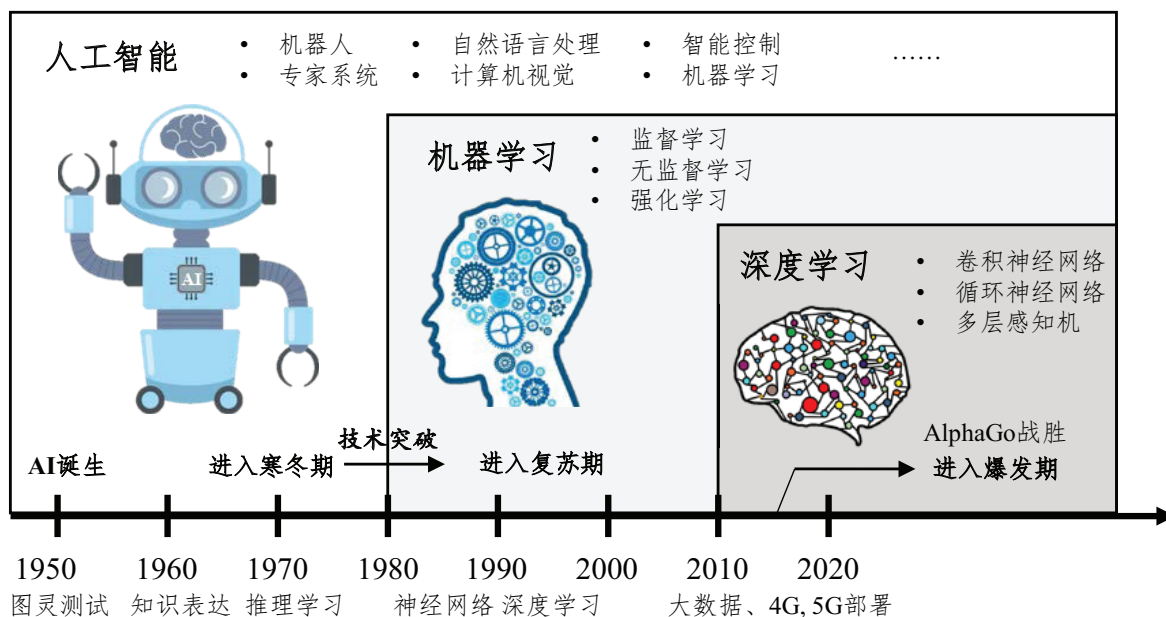 人工智能
• 机器人 • 自然语言处理 • 智能控制 ……
• 专家系统 • 计算机视觉 • 机器学习
机器学习
• 监督学习
• 无监督学习
• 强化学习
深度学习
• 卷积神经网络
• 循环神经网络
• 多层感知机
AI
AI诞生
进入寒冬期
技术突破
进入复苏期
AlphaGo战胜
进入爆发期
1950 1960 1970 1980 1990 2000 2010 2020
图灵测试 知识表达 推理学习 神经网络 深度学习 大数据、4G, 5G部署